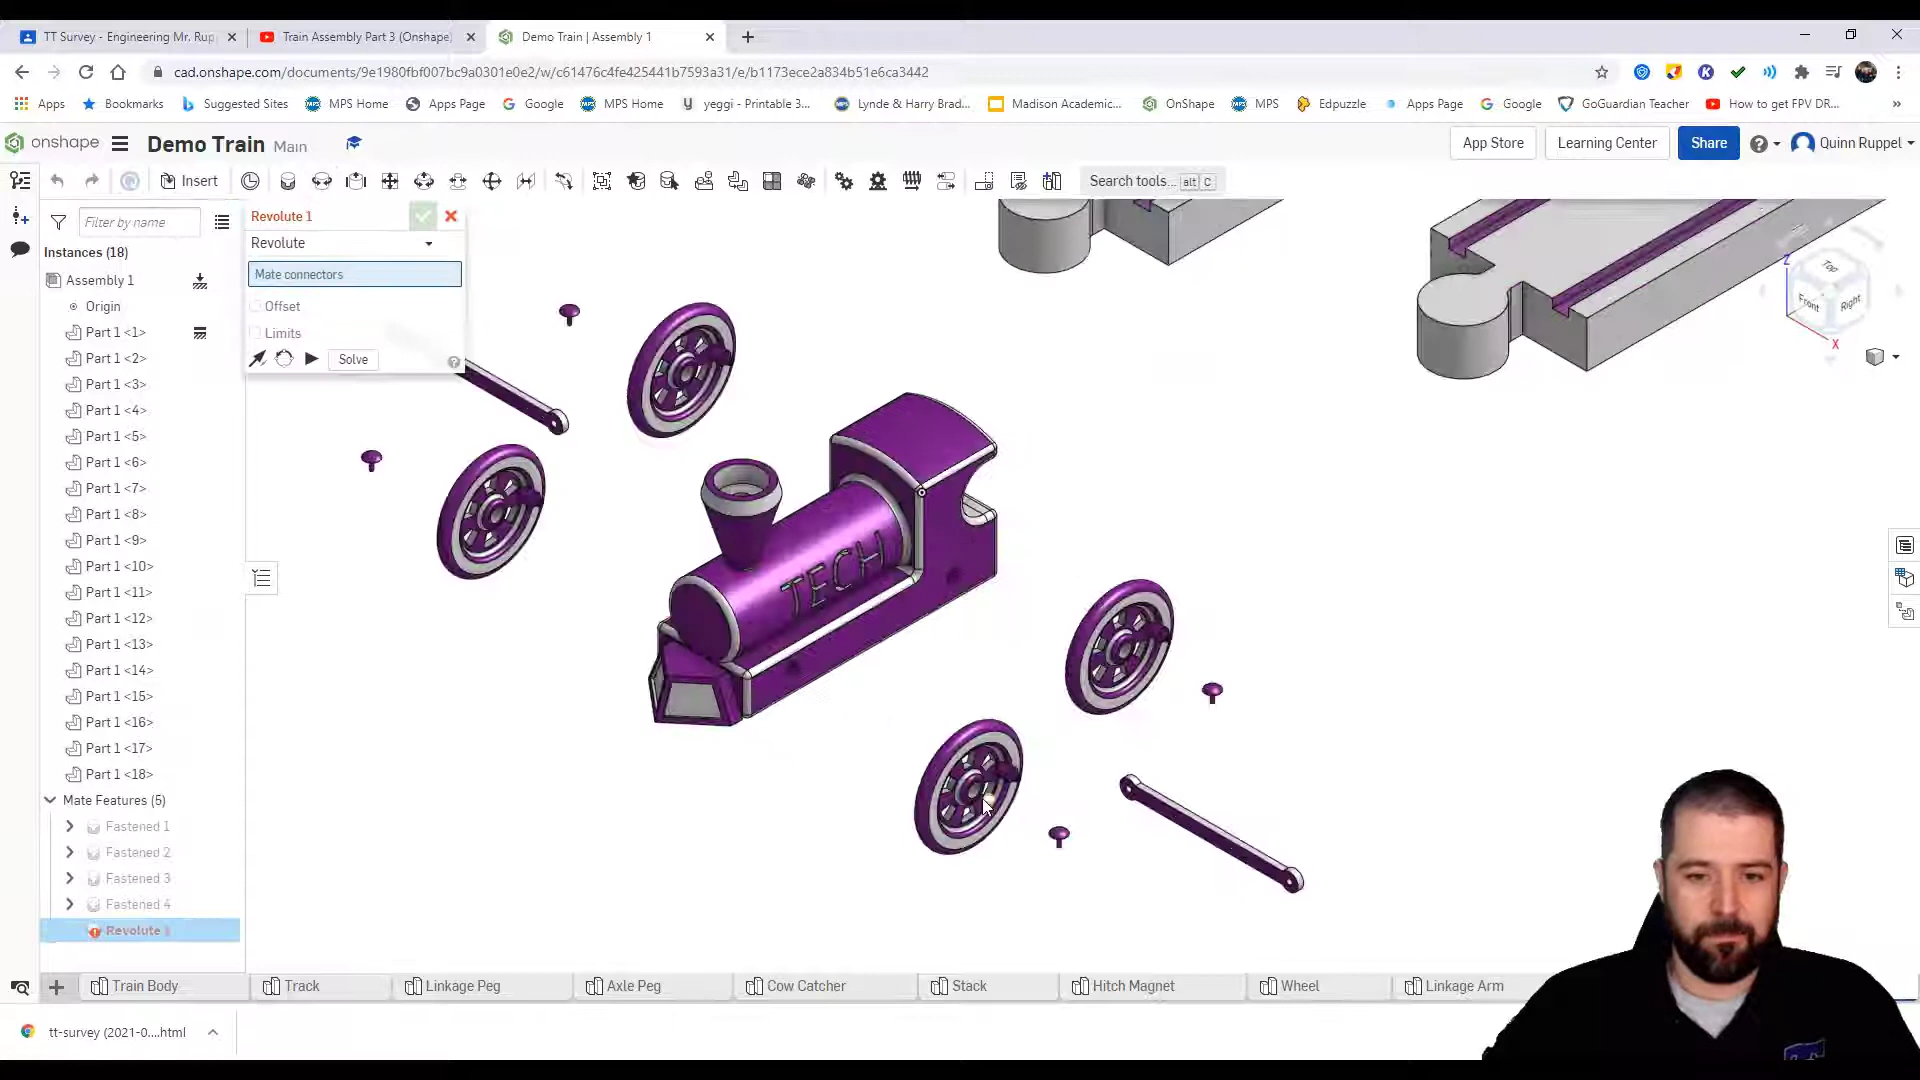 TT Survey - Engineering Mr. Rup
Train Assembly Part 3 (Onshape)
Demo Train | Assembly 1
cad.onshape.com/documents/9e1980fbf007bc9a0301e0e2/w/c61476c4fe425441b7593a31/e/b1173ece2a834b51e6ca3442
Apps
Bookmarks
Suggested Sites
MPS Home
Apps Page
Google
MPS Home
yeggi - Printable 3...
Lynde & Harry Brad...
Madison Academic...
OnShape
MPS
Edpuzzle
Apps Page
Google
GoGuardian Teacher
How to get FPV DR...
onshape
Demo Train Main
App Store
Learning Center
Share
Quinn Ruppel
Insert
Search tools... alt C
Filter by name
Revolute 1
Revolute
Mate connectors
Offset
Limits
Solve
Instances (18)
Assembly 1
Origin
Part 1 <1>
Part 1 <2>
Part 1 <3>
Part 1 <4>
Part 1 <5>
Part 1 <6>
Part 1 <7>
Part 1 <8>
Part 1 <9>
Part 1 <10>
Part 1 <11>
Part 1 <12>
Part 1 <13>
Part 1 <14>
Part 1 <15>
Part 1 <16>
Part 1 <17>
Part 1 <18>
Mate Features (5)
Fastened 1
Fastened 2
Fastened 3
Fastened 4
Revolute 1
TECH
Z
Top
Front
Right
X
Train Body
Track
Linkage Peg
Axle Peg
Cow Catcher
Stack
Hitch Magnet
Wheel
Linkage Arm
tt-survey (2021-0....html